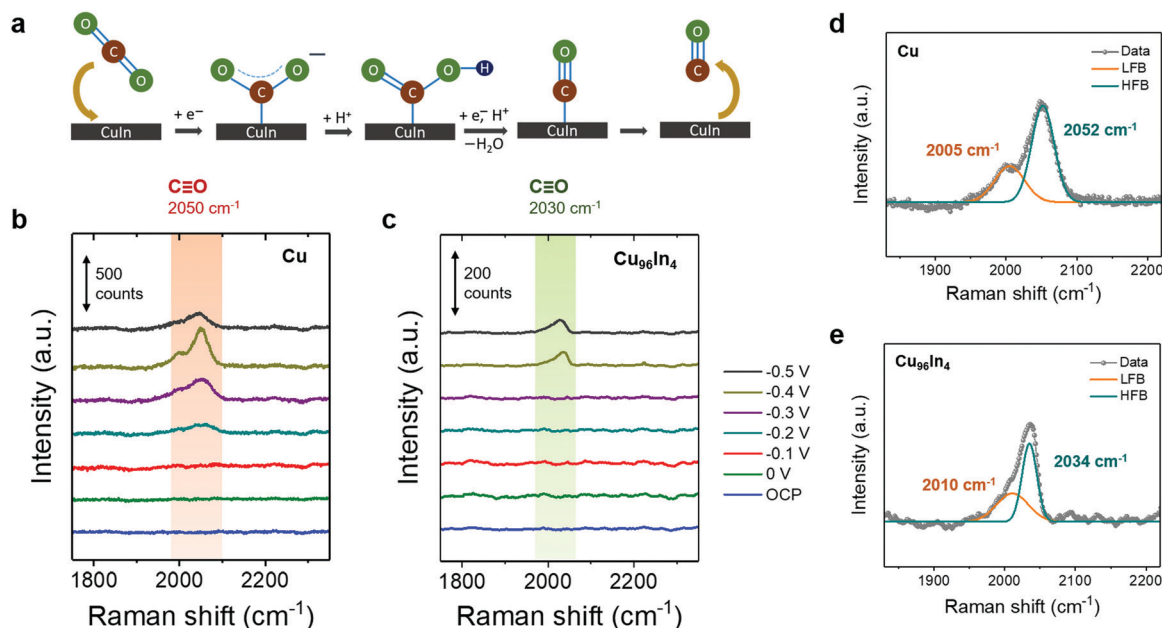 a
O
C
O
CuIn
+ e⁻
O
C
O
—
CuIn
+ H⁺
O
C
O
H
CuIn
+ e⁻, H⁺
−H₂O
O
C
CuIn
O
C
CuIn
C≡O
2050 cm⁻¹
C≡O
2030 cm⁻¹
b
Cu
500
counts
Intensity (a.u.)
1800 2000 2200
Raman shift (cm⁻¹)
c
Cu₉₆In₄
200
counts
Intensity (a.u.)
1800 2000 2200
Raman shift (cm⁻¹)
-0.5 V
-0.4 V
-0.3 V
-0.2 V
-0.1 V
0 V
OCP
d
Cu
Data
LFB
HFB
2005 cm⁻¹
2052 cm⁻¹
Intensity (a.u.)
1900 2000 2100 2200
Raman shift (cm⁻¹)
e
Cu₉₆In₄
Data
LFB
HFB
2010 cm⁻¹
2034 cm⁻¹
Intensity (a.u.)
1900 2000 2100 2200
Raman shift (cm⁻¹)